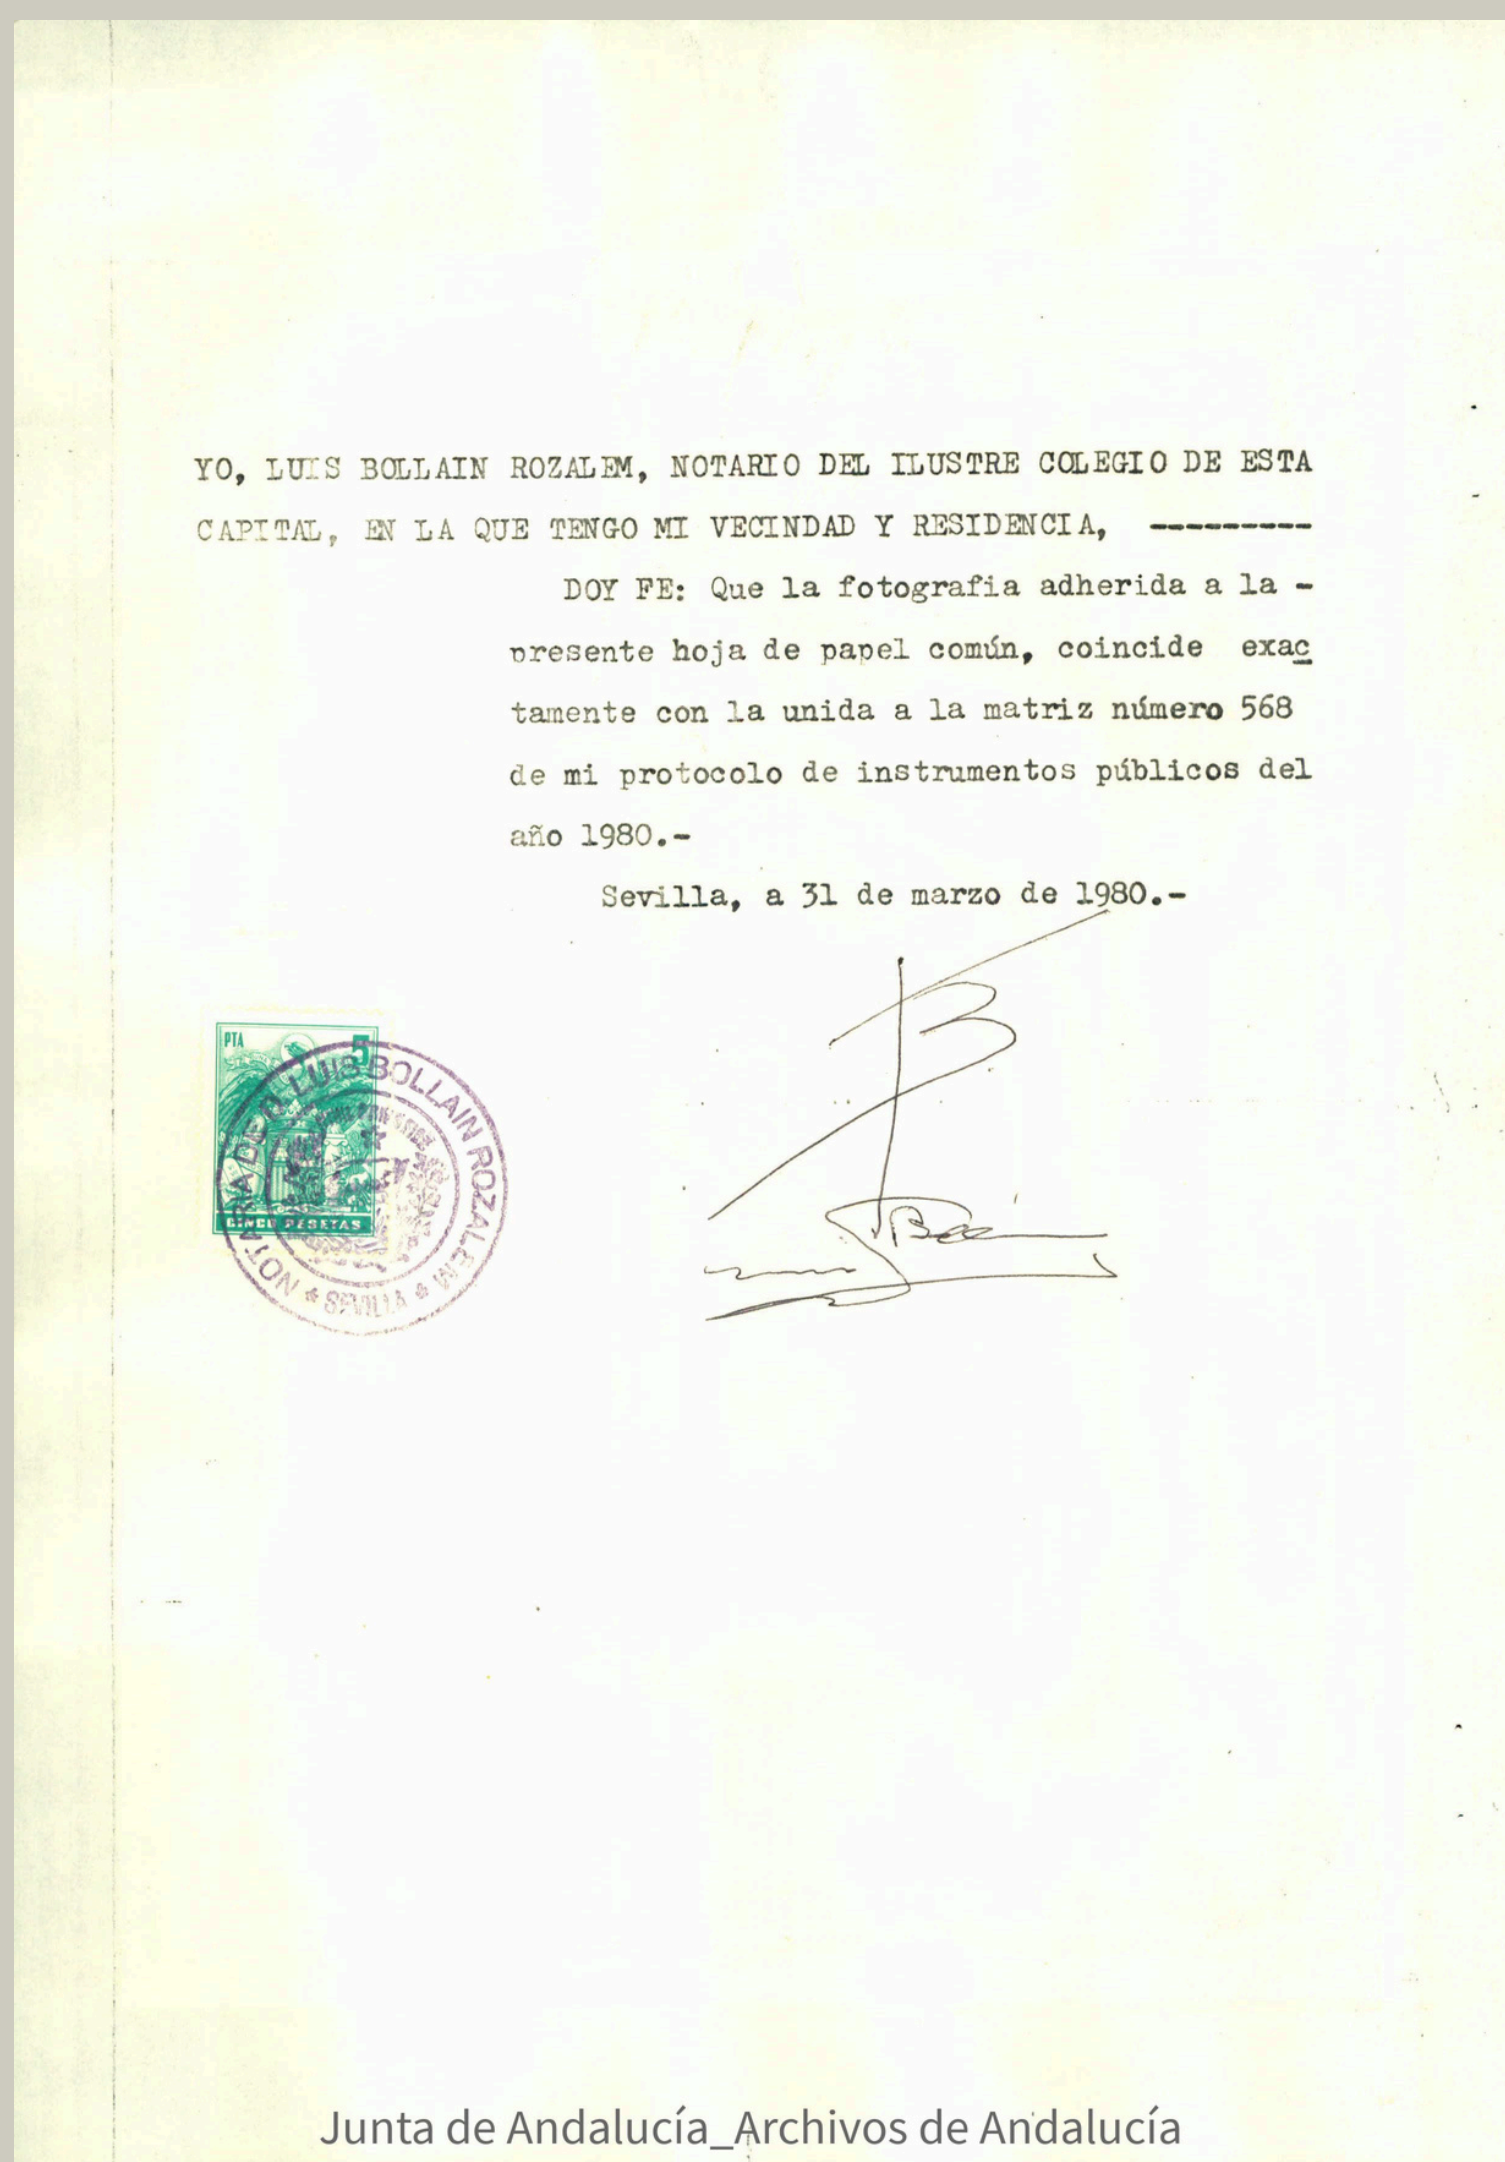 YO, LUIS BOLLAIN ROZALEM, NOTARIO DEL ILUSTRE COLEGIO DE ESTA
CAPITAL, EN LA QUE TENGO MI VECINDAD Y RESIDENCIA, ---------
DOY FE: Que la fotografia adherida a la -
presente hoja de papel común, coincide exac
tamente con la unida a la matriz número 568
de mi protocolo de instrumentos públicos del
año 1980.-
Sevilla, a 31 de marzo de 1980.-
PTA 5
CINCO PESETAS
NOTARIA DE D. LUIS BOLLAIN ROZALEM
* SEVILLA *
Junta de Andalucía_Archivos de Andalucía